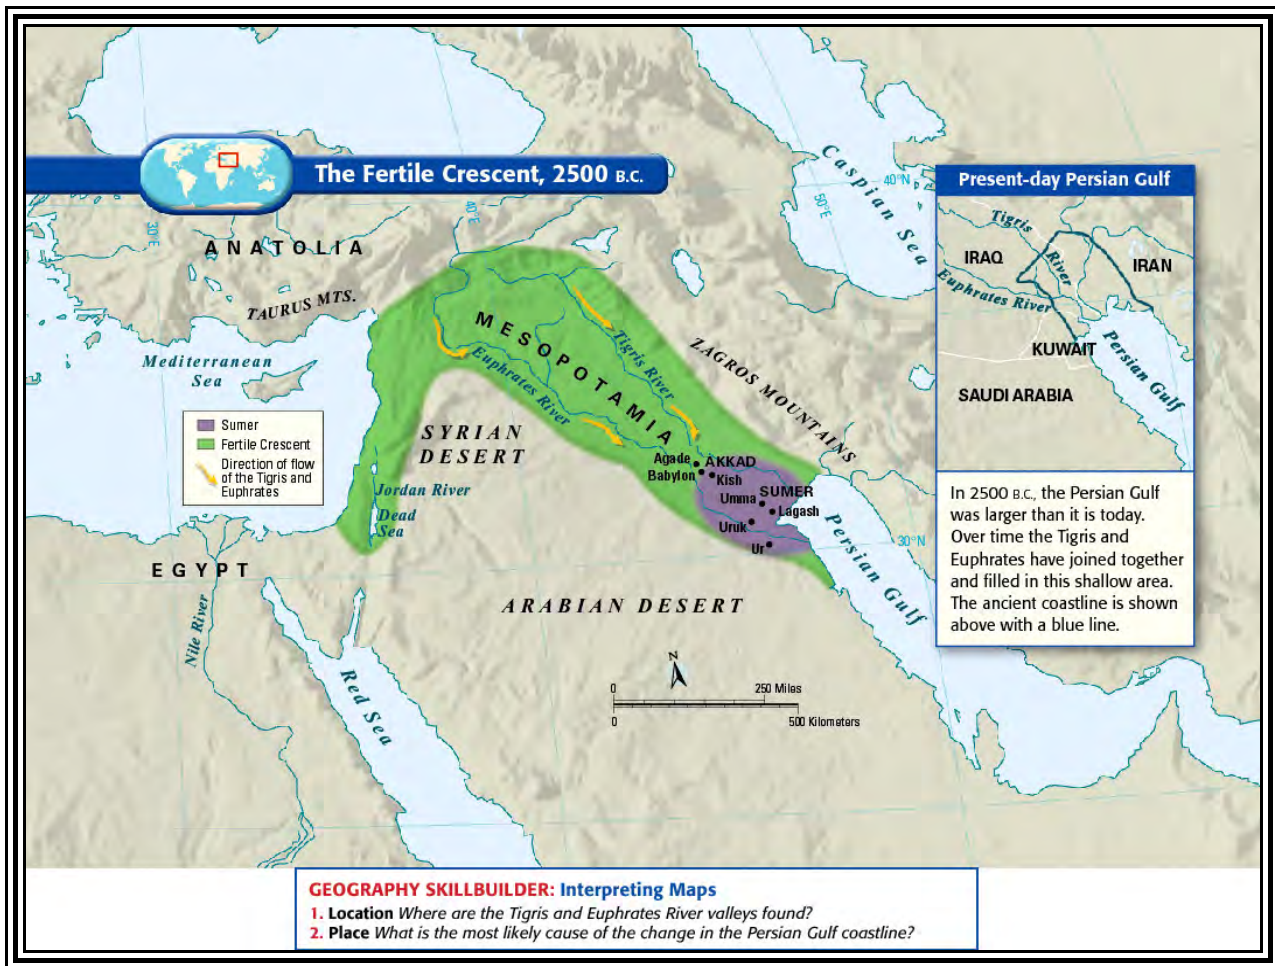 The Fertile Crescent, 2500 B.C.
30°E
40°E
50°E
40°N
Caspian Sea
ANATOLIA
TAURUS MTS.
Mediterranean
Sea
MESOPOTAMIA
Tigris River
Euphrates River
ZAGROS MOUNTAINS
Sumer
Fertile Crescent
Direction of flow
of the Tigris and
Euphrates
SYRIAN
DESERT
Agade
AKKAD
Babylon
Kish
Umma
SUMER
Lagash
Uruk
Ur
Jordan River
Dead
Sea
30°N
Persian Gulf
EGYPT
Nile River
Red Sea
ARABIAN DESERT
N
0
250 Miles
0
500 Kilometers
Present-day Persian Gulf
Tigris
River
IRAQ
IRAN
Euphrates River
KUWAIT
Persian Gulf
SAUDI ARABIA
In 2500 B.C., the Persian Gulf
was larger than it is today.
Over time the Tigris and
Euphrates have joined together
and filled in this shallow area.
The ancient coastline is shown
above with a blue line.
GEOGRAPHY SKILLBUILDER: Interpreting Maps
1. Location Where are the Tigris and Euphrates River valleys found?
2. Place What is the most likely cause of the change in the Persian Gulf coastline?